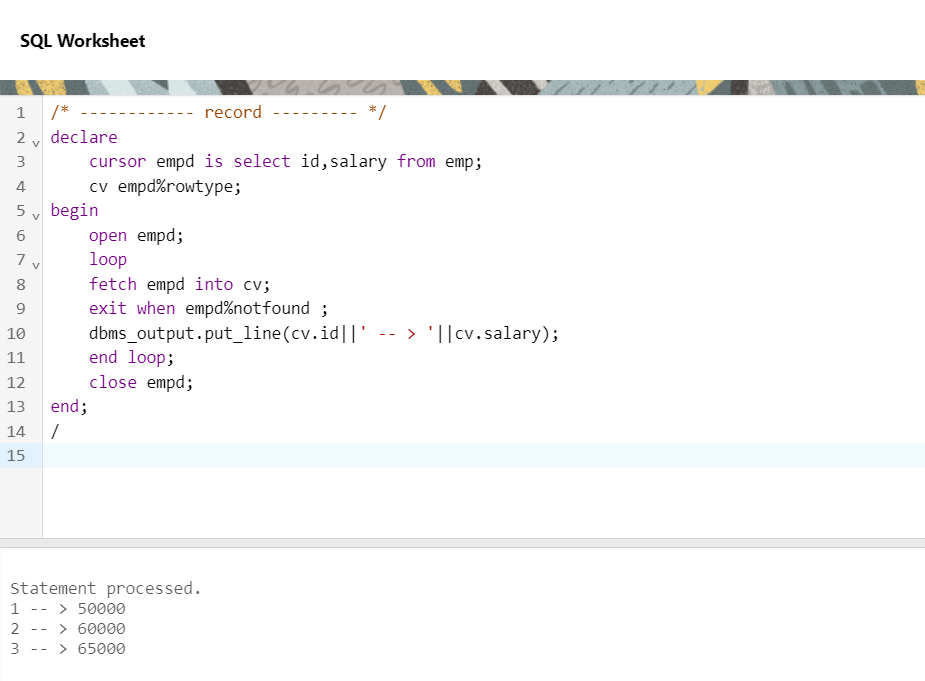 SQL Worksheet
1 /* ------------ record --------- */
2 declare
3     cursor empd is select id,salary from emp;
4     cv empd%rowtype;
5 begin
6     open empd;
7     loop
8     fetch empd into cv;
9     exit when empd%notfound ;
10     dbms_output.put_line(cv.id||' -- > '||cv.salary);
11     end loop;
12     close empd;
13 end;
14 /
15
Statement processed.
1 -- > 50000
2 -- > 60000
3 -- > 65000